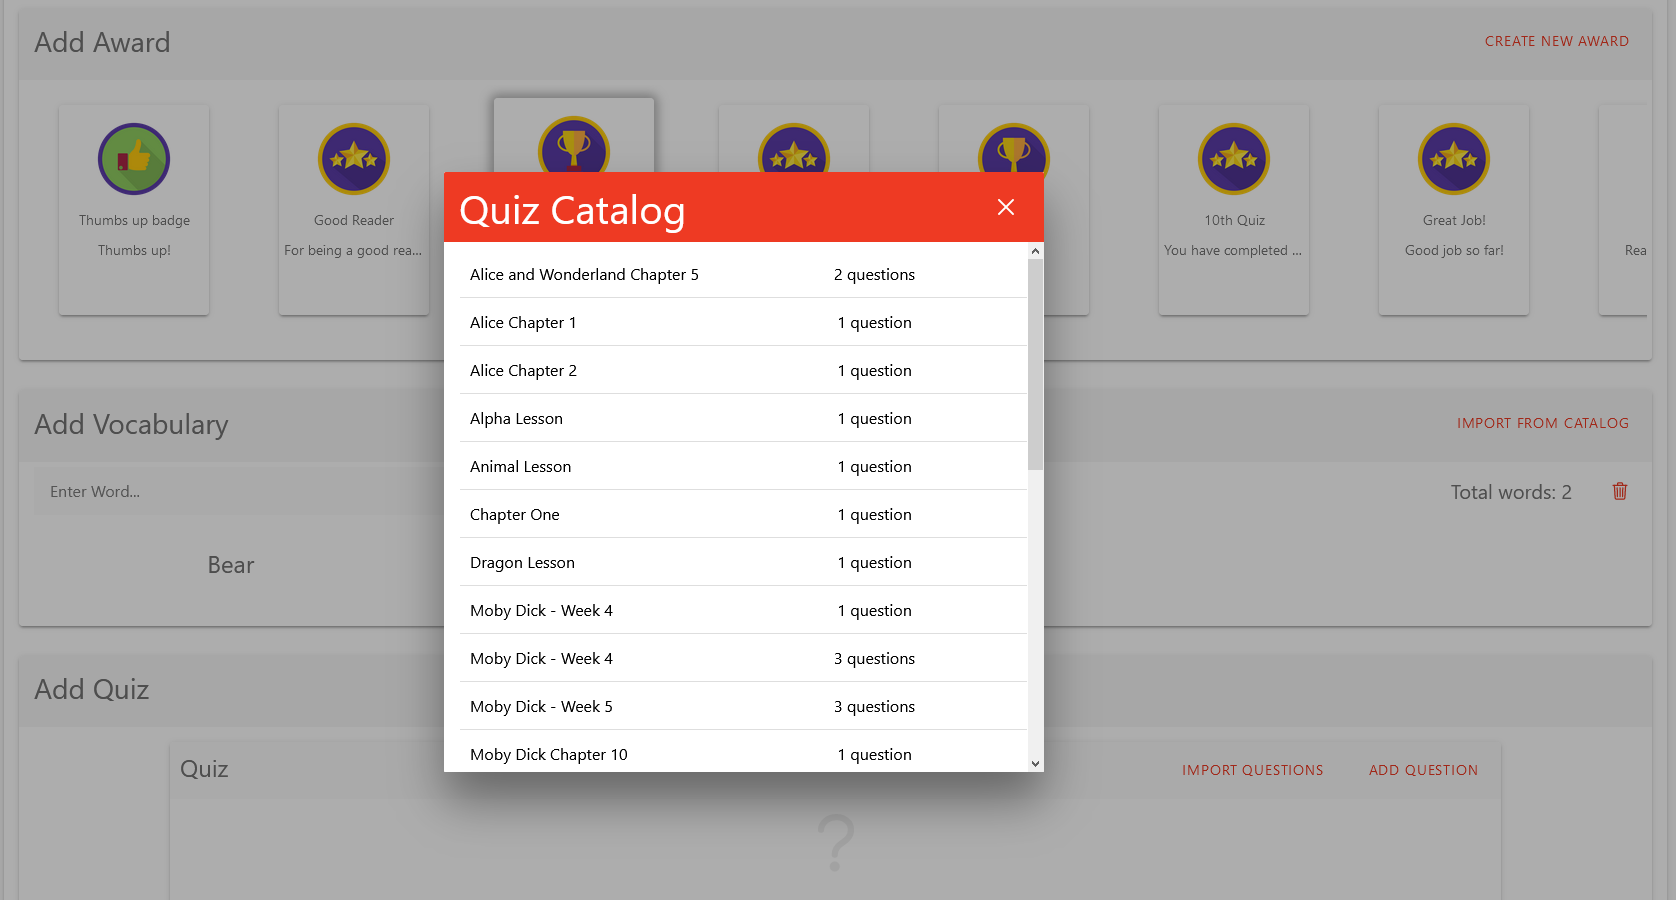 Add Award
CREATE NEW AWARD
Thumbs up badge
Thumbs up!
Good Reader
For being a good rea...
10th Quiz
You have completed ...
Great Job!
Good job so far!
Rea
Quiz Catalog
Alice and Wonderland Chapter 5 2 questions
Alice Chapter 1 1 question
Alice Chapter 2 1 question
Alpha Lesson 1 question
Animal Lesson 1 question
Chapter One 1 question
Dragon Lesson 1 question
Moby Dick - Week 4 1 question
Moby Dick - Week 4 3 questions
Moby Dick - Week 5 3 questions
Moby Dick Chapter 10 1 question
Add Vocabulary
IMPORT FROM CATALOG
Enter Word...
Total words: 2
Bear
Add Quiz
Quiz
IMPORT QUESTIONS
ADD QUESTION
?